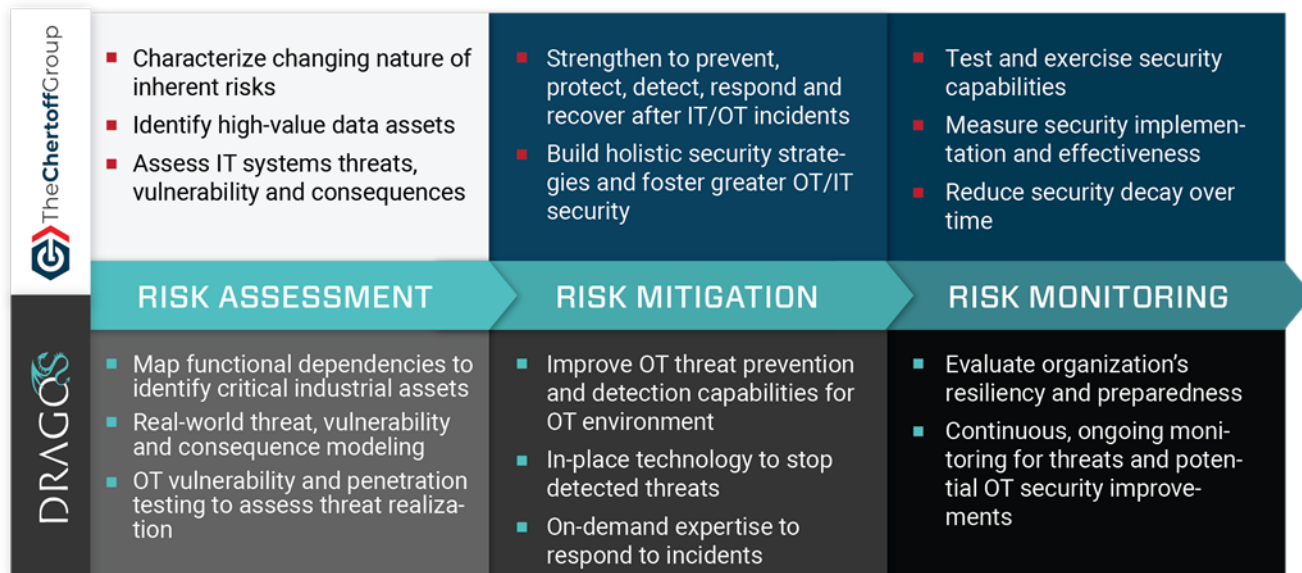 TheChertoffGroup
Characterize changing nature of
inherent risks
Identify high-value data assets
Assess IT systems threats,
vulnerability and consequences
Strengthen to prevent,
protect, detect, respond and
recover after IT/OT incidents
Build holistic security strate-
gies and foster greater OT/IT
security
Test and exercise security
capabilities
Measure security implemen-
tation and effectiveness
Reduce security decay over
time
RISK ASSESSMENT
RISK MITIGATION
RISK MONITORING
DRAGOS
Map functional dependencies to
identify critical industrial assets
Real-world threat, vulnerability
and consequence modeling
OT vulnerability and penetration
testing to assess threat realiza-
tion
Improve OT threat prevention
and detection capabilities for
OT environment
In-place technology to stop
detected threats
On-demand expertise to
respond to incidents
Evaluate organization’s
resiliency and preparedness
Continuous, ongoing moni-
toring for threats and poten-
tial OT security improve-
ments